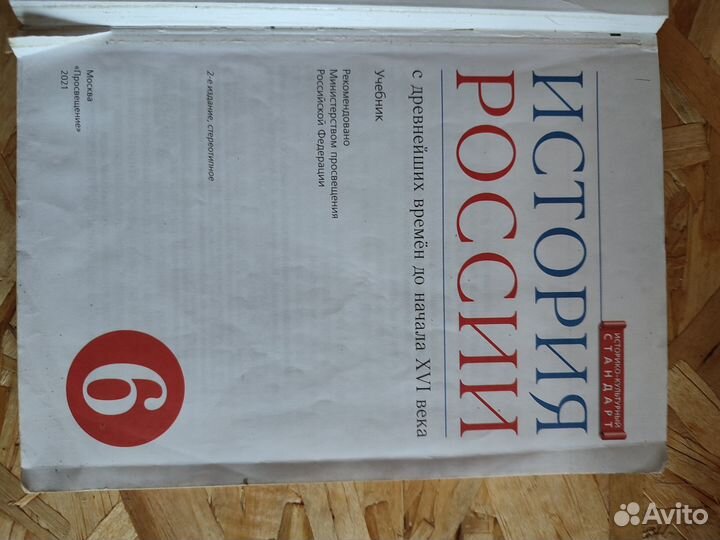 ИСТОРИКО-КУЛЬТУРНЫЙ
СТАНДАРТ
ИСТОРИЯ
РОССИИ
с древнейших времён до начала XVI века
Учебник
Рекомендовано
Министерством просвещения
Российской Федерации
2-е издание, стереотипное
6
Москва
«Просвещение»
2021
Avito